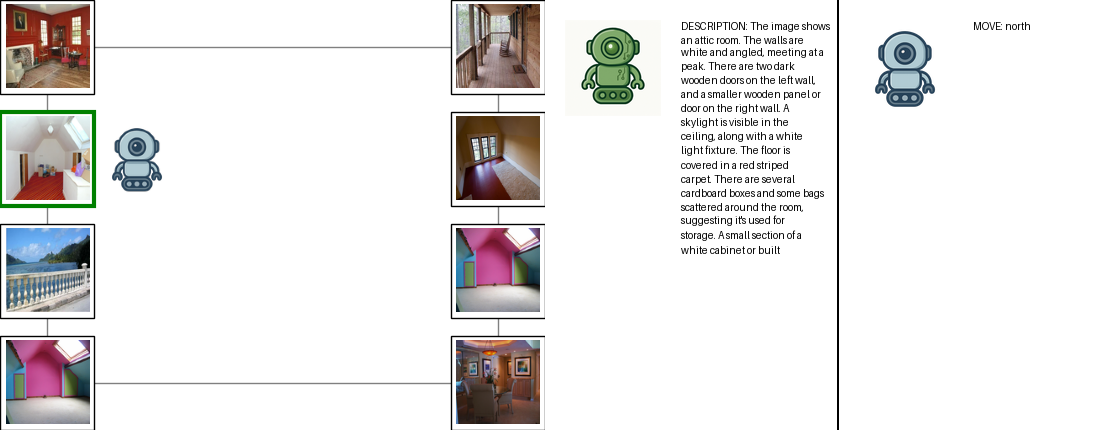 DESCRIPTION: The image shows
an attic room. The walls are
white and angled, meeting at a
peak. There are two dark
wooden doors on the left wall,
and a smaller wooden panel or
door on the right wall. A
skylight is visible in the
ceiling, along with a white
light fixture. The floor is
covered in a red striped
carpet. There are several
cardboard boxes and some bags
scattered around the room,
suggesting it's used for
storage. A small section of a
white cabinet or built
MOVE: north